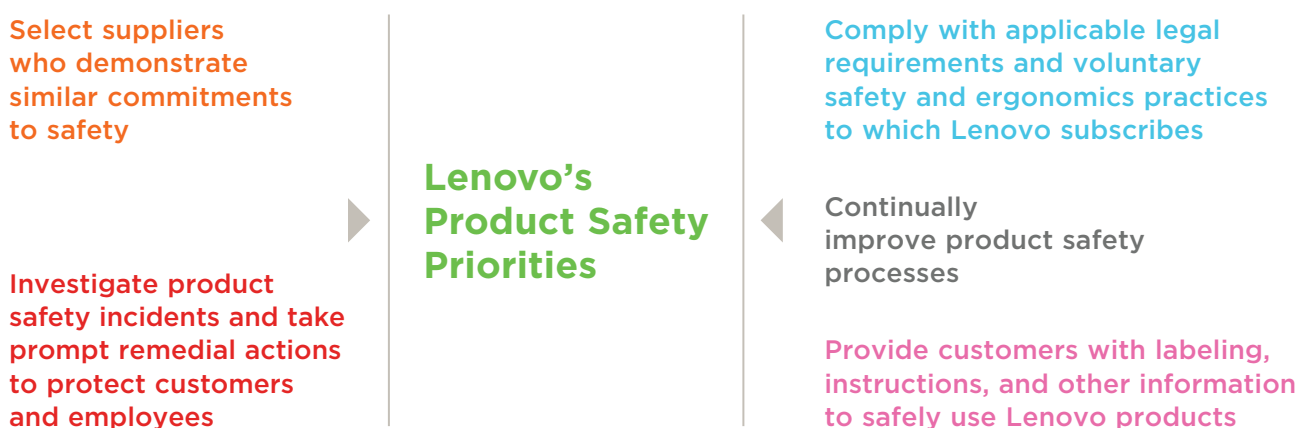 Select suppliers
who demonstrate
similar commitments
to safety
Investigate product
safety incidents and take
prompt remedial actions
to protect customers
and employees
Lenovo’s
Product Safety
Priorities
Comply with applicable legal
requirements and voluntary
safety and ergonomics practices
to which Lenovo subscribes
Continually
improve product safety
processes
Provide customers with labeling,
instructions, and other information
to safely use Lenovo products